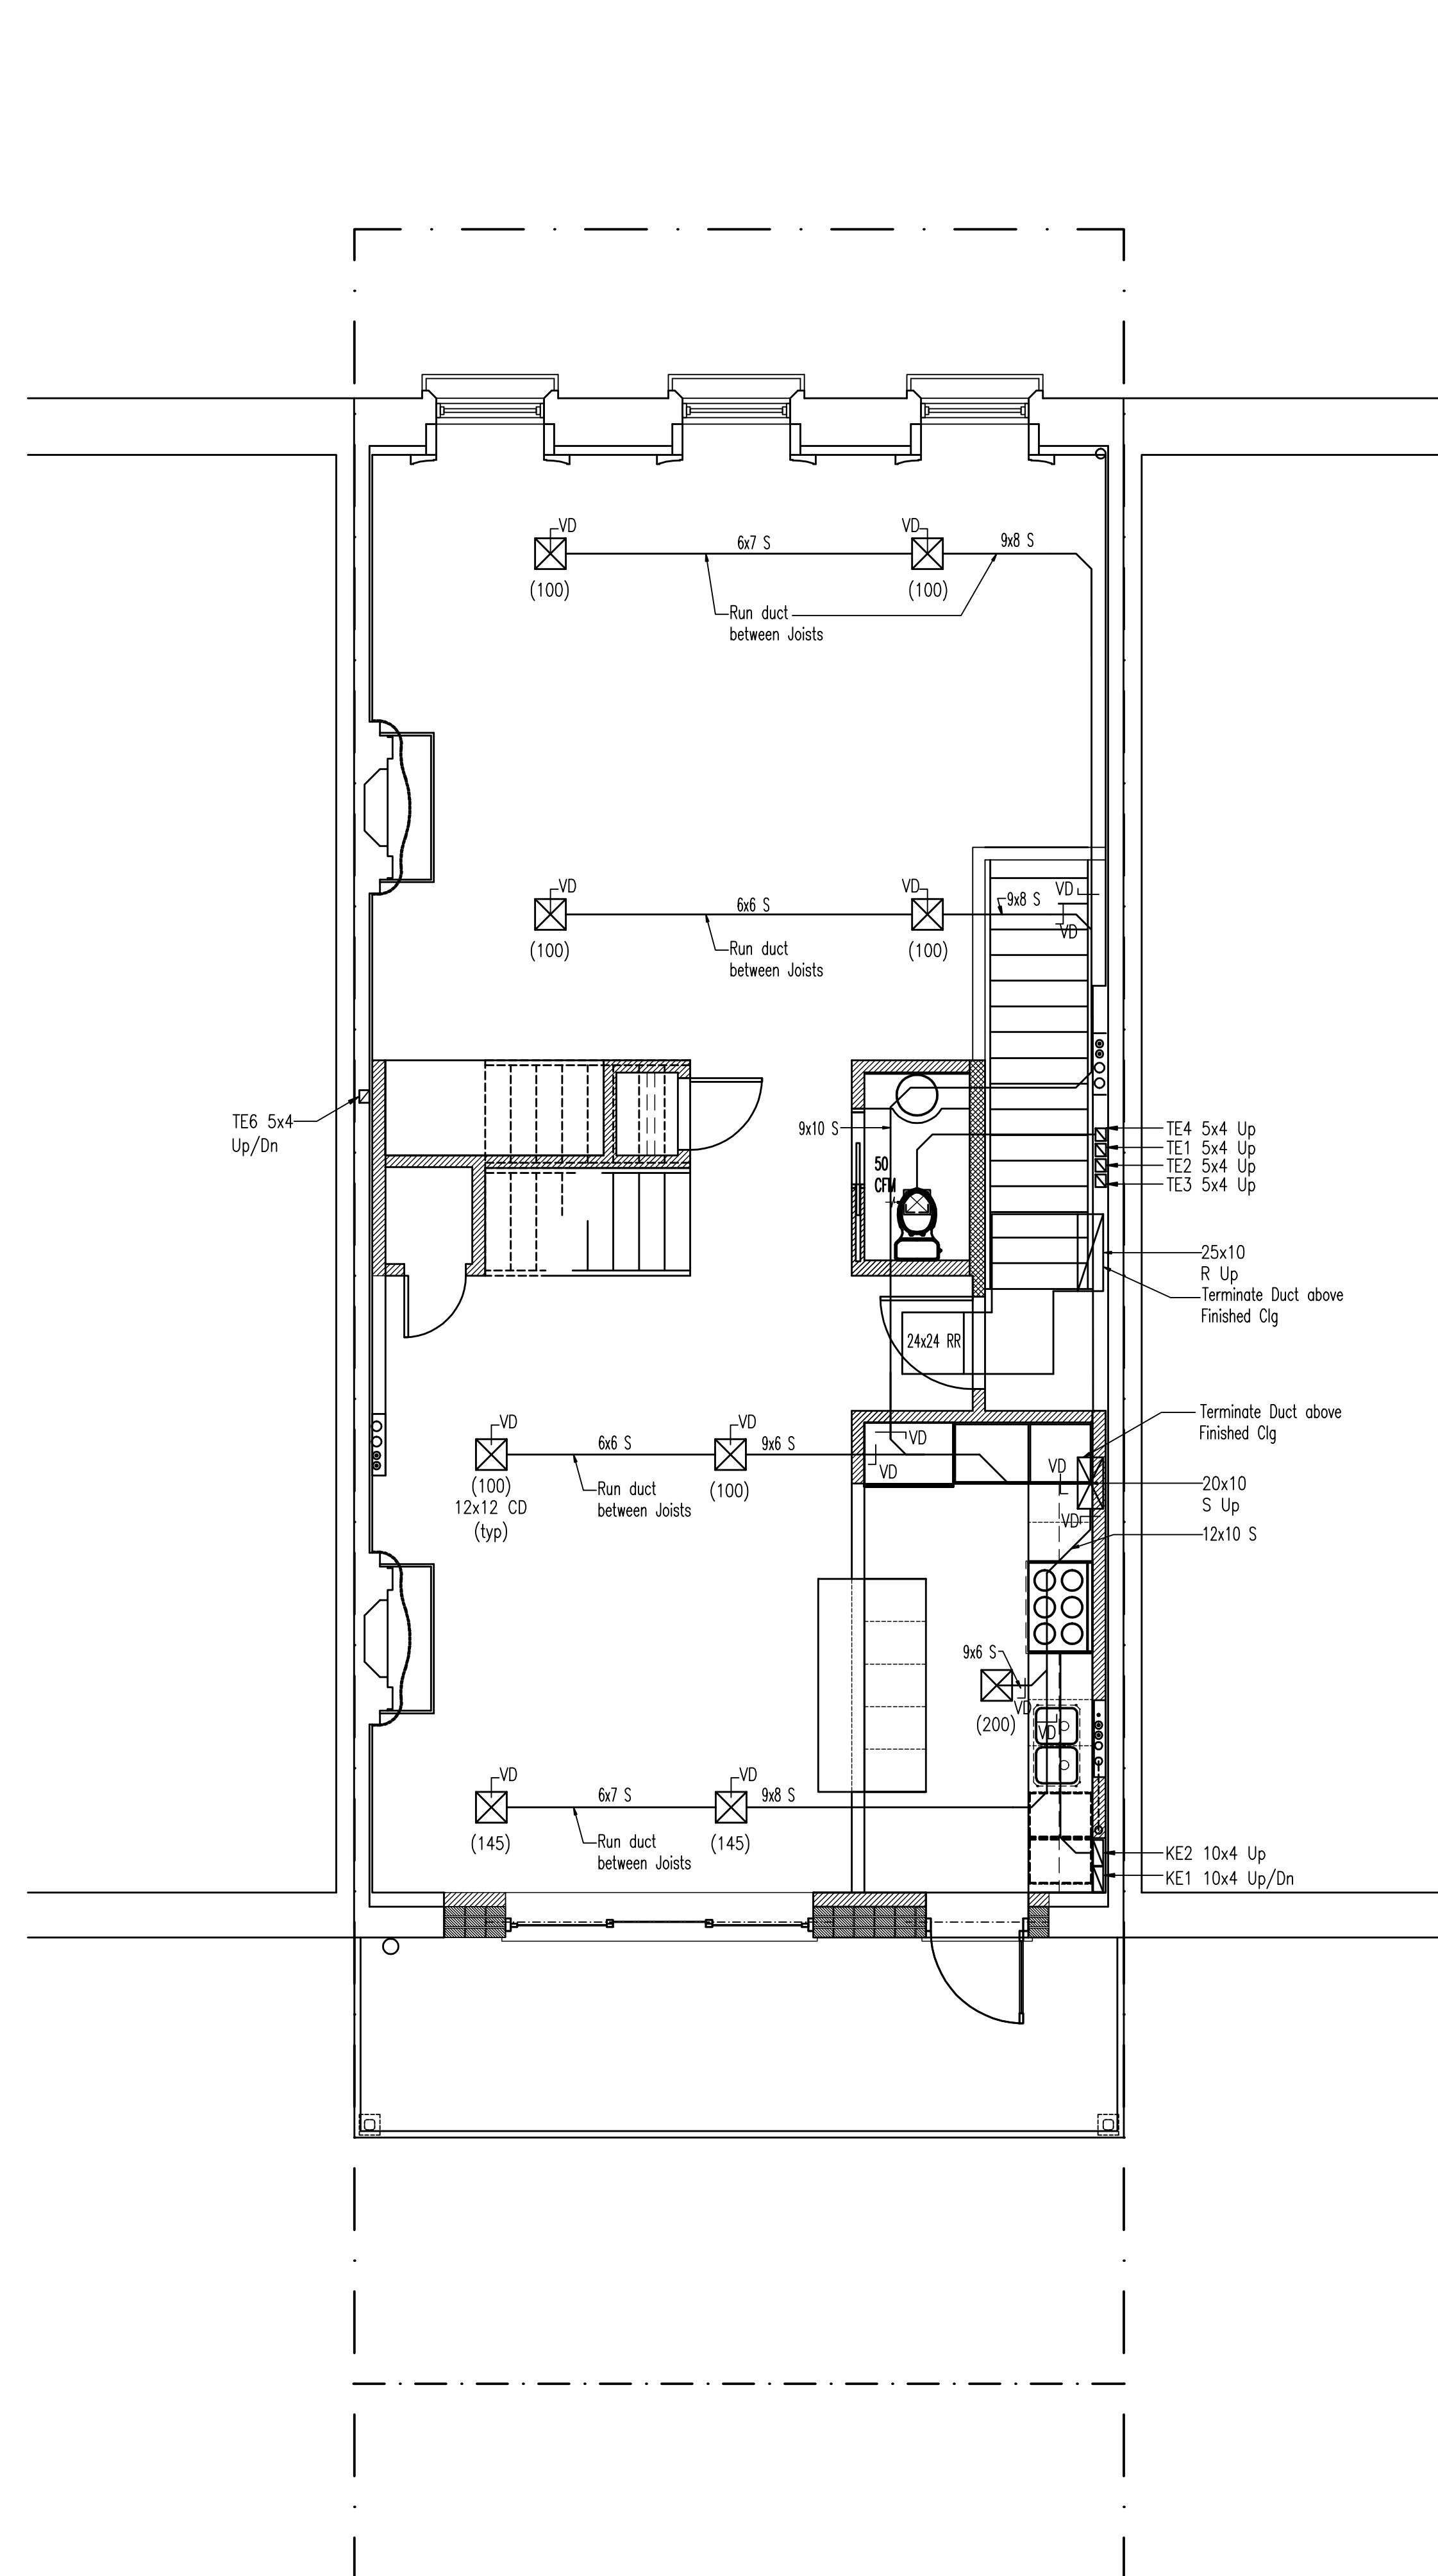 VD
VD
6x7 S
9x8 S
(100)
(100)
Run duct
between Joists
VD
VD
VD
6x6 S
9x8 S
VD
(100)
(100)
Run duct
between Joists
TE6 5x4
Up/Dn
9x10 S
50
CFM
TE4 5x4 Up
TE1 5x4 Up
TE2 5x4 Up
TE3 5x4 Up
25x10
R Up
Terminate Duct above
Finished Clg
24x24 RR
Terminate Duct above
Finished Clg
VD
VD
6x6 S
9x6 S
VD
VD
VD
(100)
12x12 CD
(typ)
(100)
Run duct
between Joists
20x10
S Up
VD
12x10 S
9x6 S
VD
(200)
VD
VD
VD
6x7 S
9x8 S
(145)
(145)
Run duct
between Joists
KE2 10x4 Up
KE1 10x4 Up/Dn